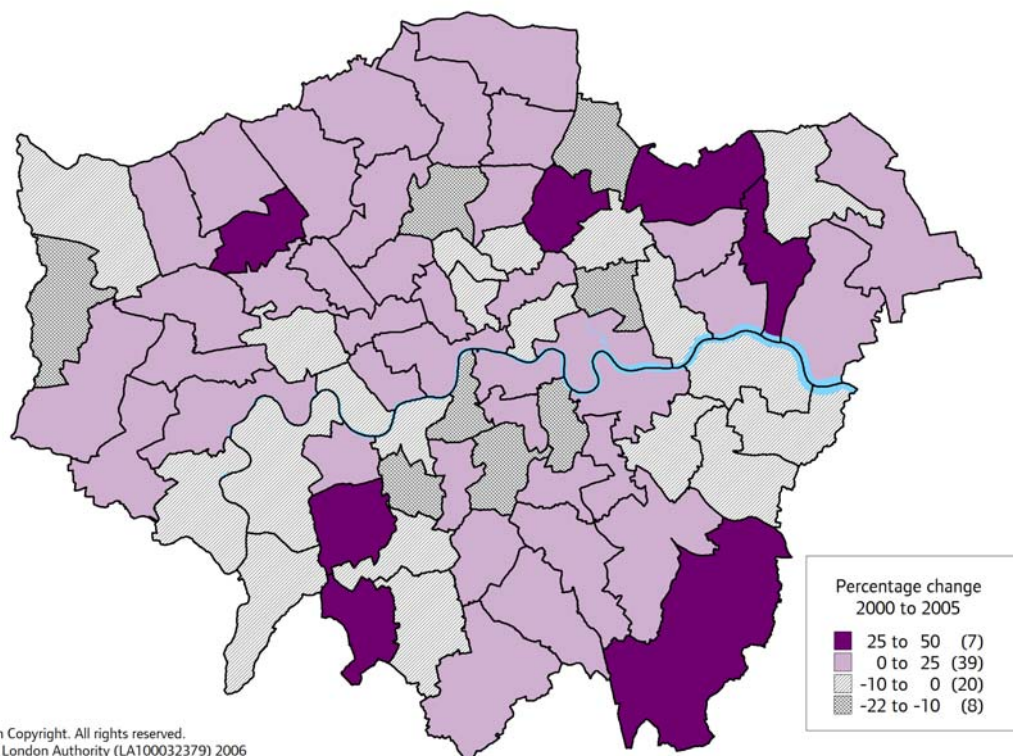 Percentage change
2000 to 2005
25 to 50 (7)
0 to 25 (39)
-10 to 0 (20)
-22 to -10 (8)
n Copyright. All rights reserved.
London Authority (LA100032379) 2006